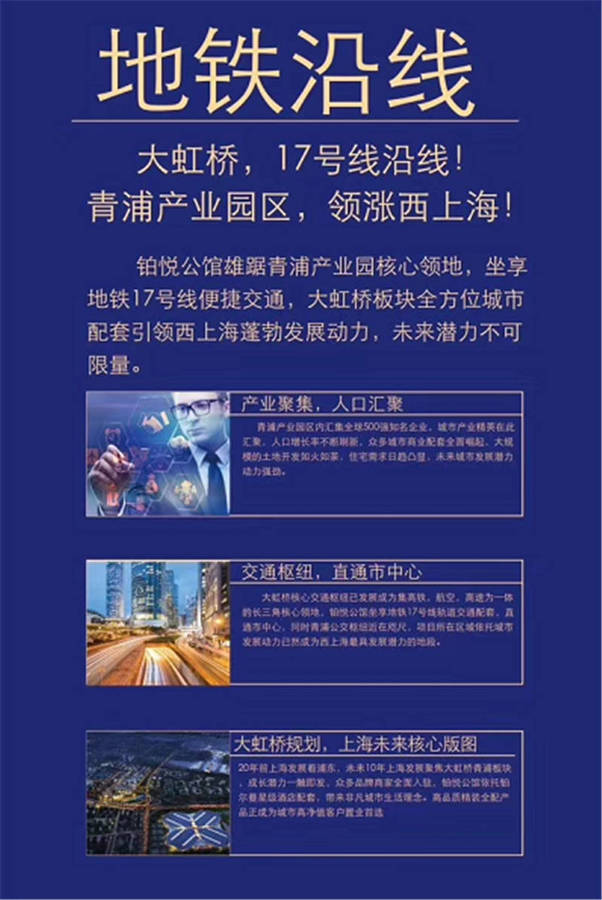 地铁沿线
大虹桥，17号线沿线！
青浦产业园区，领涨西上海！
铂悦公馆雄踞青浦产业园核心领地，坐享
地铁17号线便捷交通，大虹桥板块全方位城市
配套引领西上海蓬勃发展动力，未来潜力不可
限量。
产业聚集，人口汇聚
青浦产业园区内汇集全球500强知名企业，城市产业精英在此
汇聚，人口增长率不断刷新，众多城市商业配套全面崛起，大规
模的土地开发如火如荼，住宅需求日趋凸显，未来城市发展潜力
动力强劲。
交通枢纽，直通市中心
大虹桥核心交通枢纽已发展成为集高铁，航空，高速为一体
的长三角核心领地，铂悦公馆坐享地铁17号线轨道交通配套，直
通市中心，同时青浦公交枢纽近在咫尺，项目所在区域依托城市
发展动力已然成为西上海最具发展潜力的地段。
大虹桥规划，上海未来核心版图
20年前上海发展看浦东，未来10年上海发展聚焦大虹桥青浦板块
，成长潜力一触即发，众多品牌商家全面入驻，铂悦公馆依托铂
尔曼星级酒店配套，带来非凡城市生活理念。高品质精装全配产
品正成为城市高净值客户置业首选